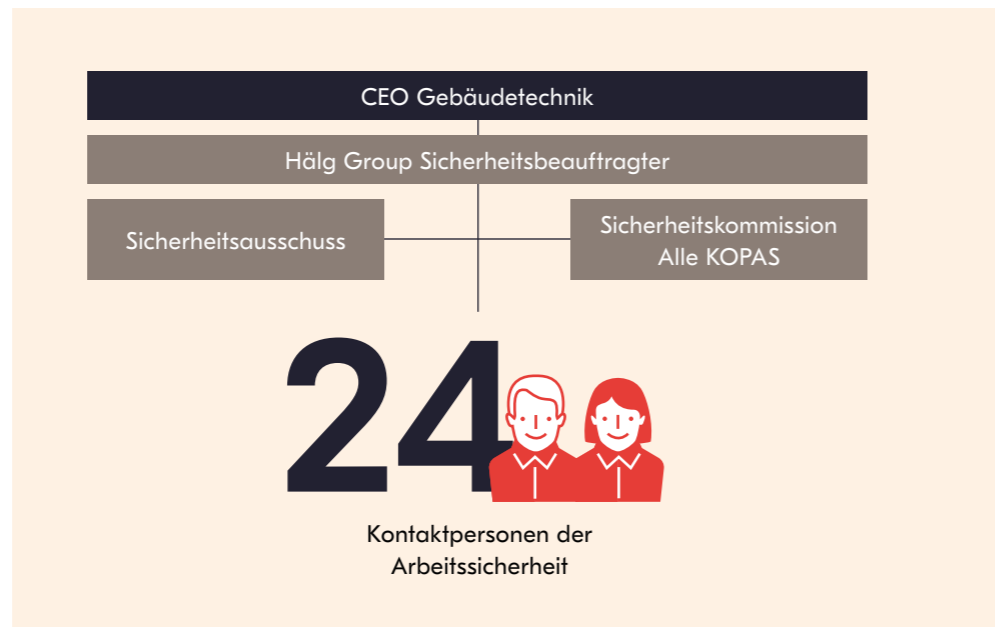 CEO Gebäudetechnik
Hälg Group Sicherheitsbeauftragter
Sicherheitsausschuss
Sicherheitskommission
Alle KOPAS
24
Kontaktpersonen der
Arbeitssicherheit